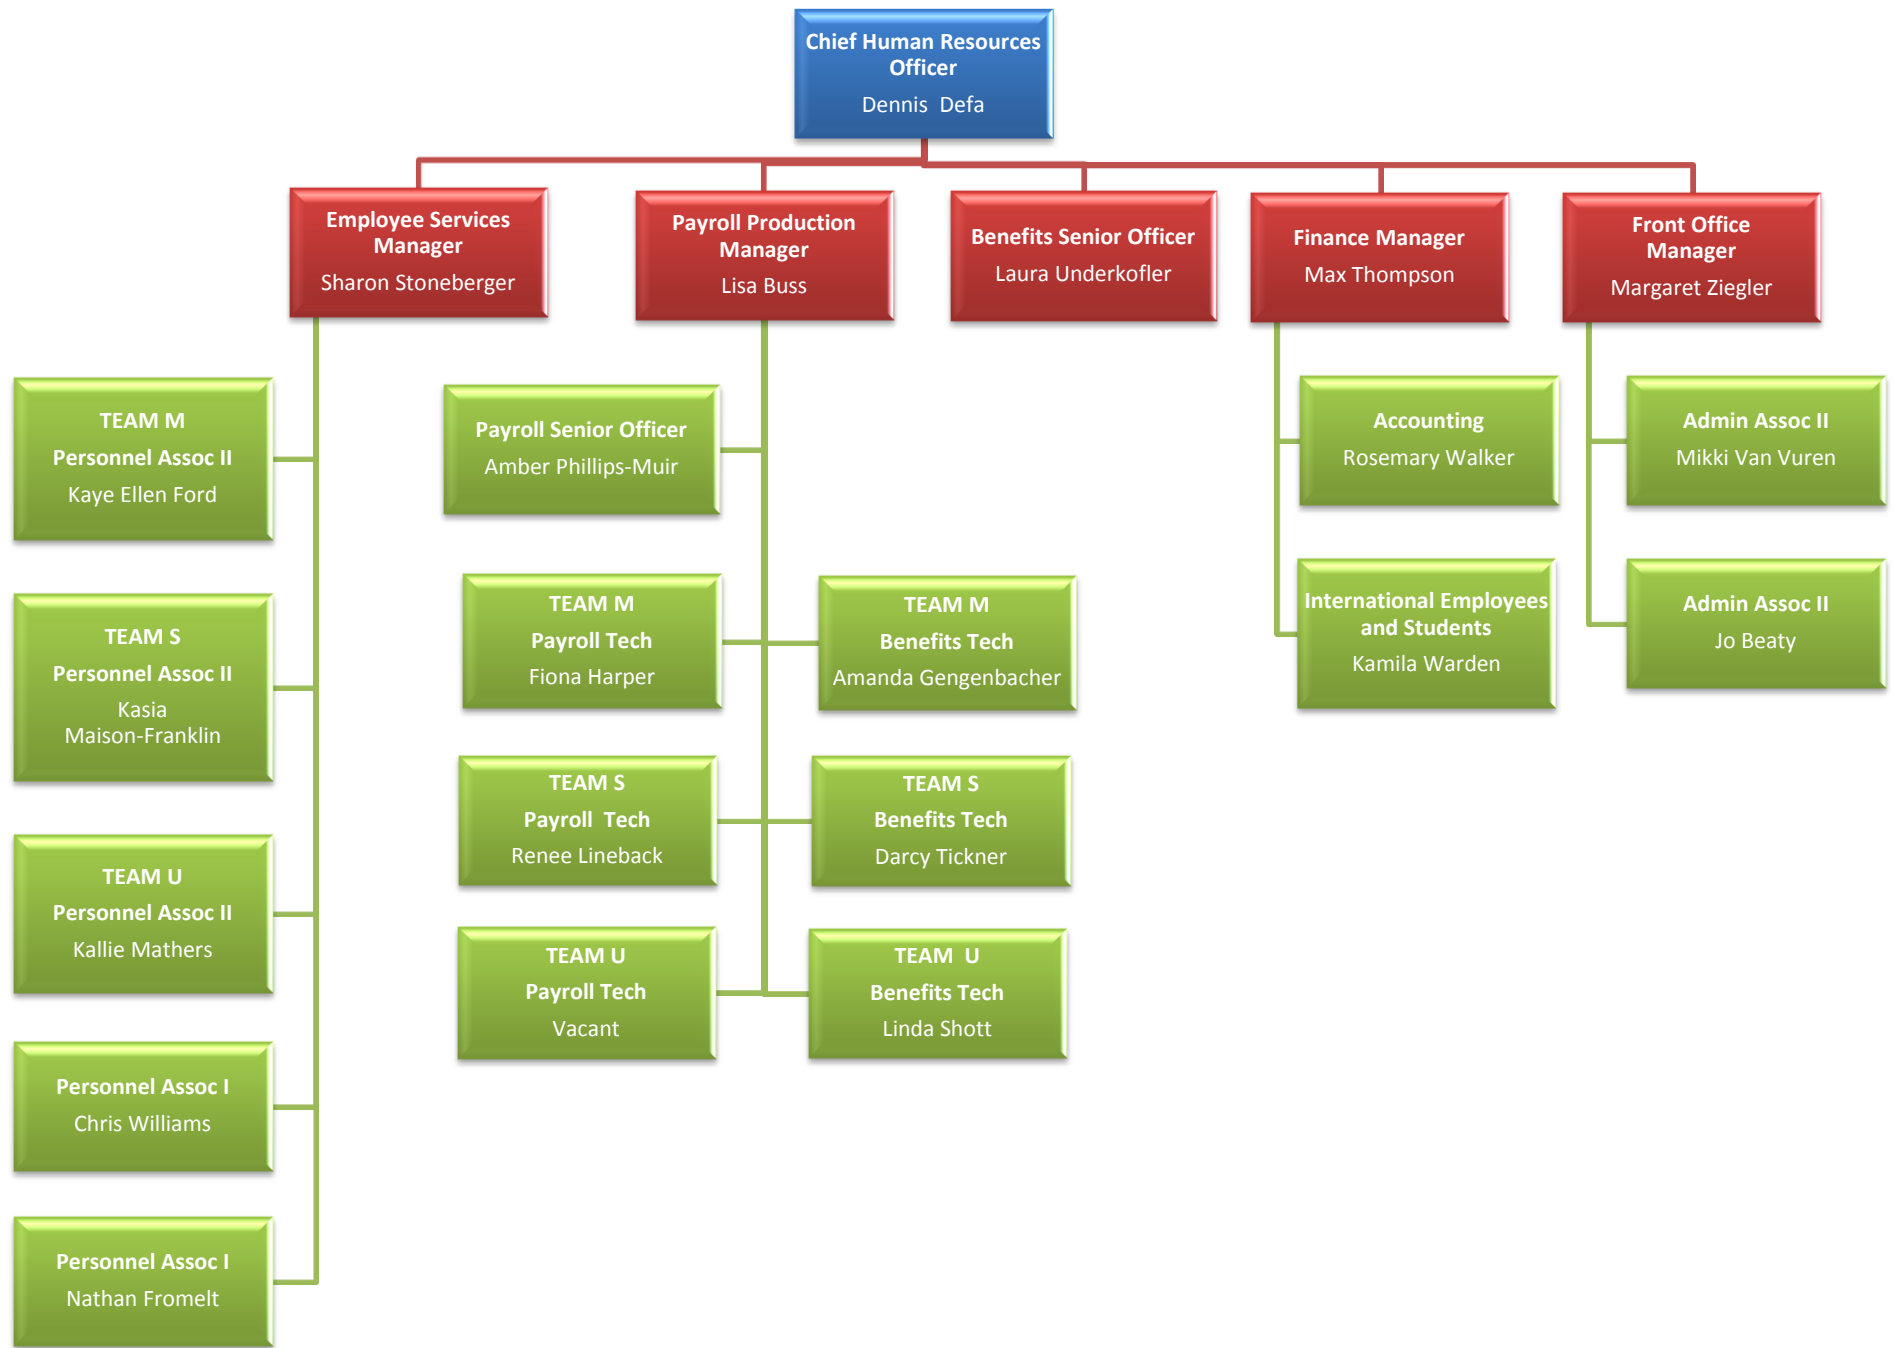 Chief Human Resources
Officer
Dennis  Defa
Employee Services
Manager
Sharon Stoneberger
Payroll Production
Manager
Lisa Buss
Benefits Senior Officer
Laura Underkofler
Finance Manager
Max Thompson
Front Office
Manager
Margaret Ziegler
TEAM M
Personnel Assoc II
Kaye Ellen Ford
TEAM S
Personnel Assoc II
Kasia
Maison-Franklin
TEAM U
Personnel Assoc II
Kallie Mathers
Personnel Assoc I
Chris Williams
Personnel Assoc I
Nathan Fromelt
Payroll Senior Officer
Amber Phillips-Muir
TEAM M
Payroll Tech
Fiona Harper
TEAM M
Benefits Tech
Amanda Gengenbacher
TEAM S
Payroll  Tech
Renee Lineback
TEAM S
Benefits Tech
Darcy Tickner
TEAM U
Payroll Tech
Vacant
TEAM  U
Benefits Tech
Linda Shott
Accounting
Rosemary Walker
International Employees
and Students
Kamila Warden
Admin Assoc II
Mikki Van Vuren
Admin Assoc II
Jo Beaty